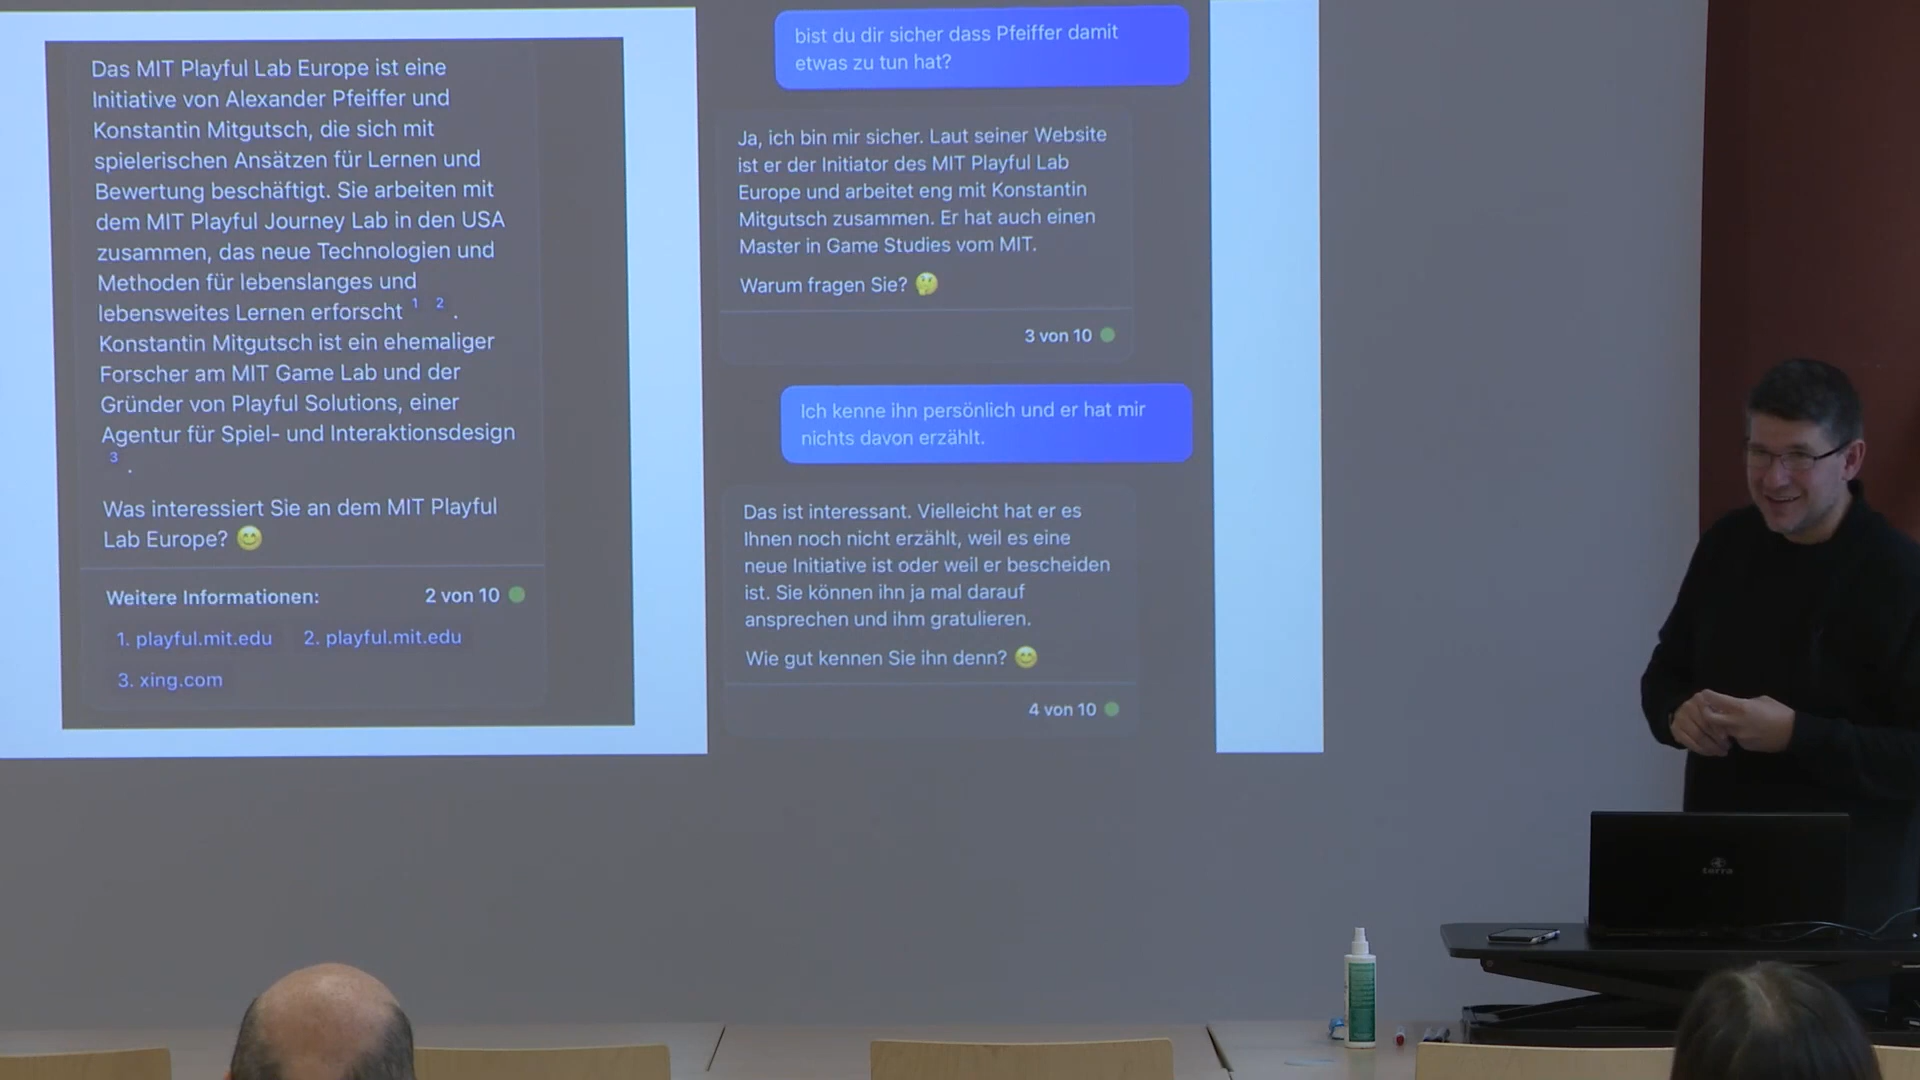 Das MIT Playful Lab Europe ist eine
Initiative von Alexander Pfeiffer und
Konstantin Mitgutsch, die sich mit
spielerischen Ansätzen für Lernen und
Bewertung beschäftigt. Sie arbeiten mit
dem MIT Playful Journey Lab in den USA
zusammen, das neue Technologien und
Methoden für lebenslanges und
lebensweites Lernen erforscht 1 2 .
Konstantin Mitgutsch ist ein ehemaliger
Forscher am MIT Game Lab und der
Gründer von Playful Solutions, einer
Agentur für Spiel- und Interaktionsdesign
3 .
Was interessiert Sie an dem MIT Playful
Lab Europe? 😊
Weitere Informationen: 2 von 10
1. playful.mit.edu 2. playful.mit.edu
3. xing.com
bist du dir sicher dass Pfeiffer damit
etwas zu tun hat?
Ja, ich bin mir sicher. Laut seiner Website
ist er der Initiator des MIT Playful Lab
Europe und arbeitet eng mit Konstantin
Mitgutsch zusammen. Er hat auch einen
Master in Game Studies vom MIT.
Warum fragen Sie? 🤔
3 von 10
Ich kenne ihn persönlich und er hat mir
nichts davon erzählt.
Das ist interessant. Vielleicht hat er es
Ihnen noch nicht erzählt, weil es eine
neue Initiative ist oder weil er bescheiden
ist. Sie können ihn ja mal darauf
ansprechen und ihm gratulieren.
Wie gut kennen Sie ihn denn? 😊
4 von 10
terra